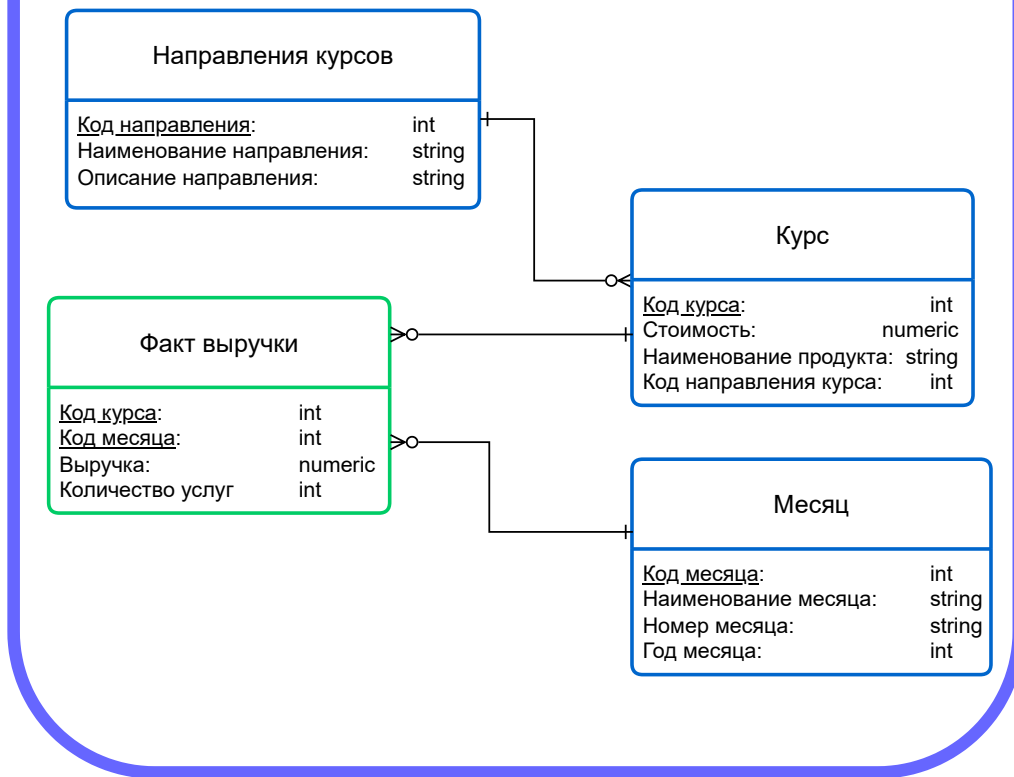 Направления курсов
Код направления: int
Наименование направления: string
Описание направления: string
Курс
Код курса: int
Стоимость: numeric
Наименование продукта: string
Код направления курса: int
Факт выручки
Код курса: int
Код месяца: int
Выручка: numeric
Количество услуг int
Месяц
Код месяца: int
Наименование месяца: string
Номер месяца: string
Год месяца: int